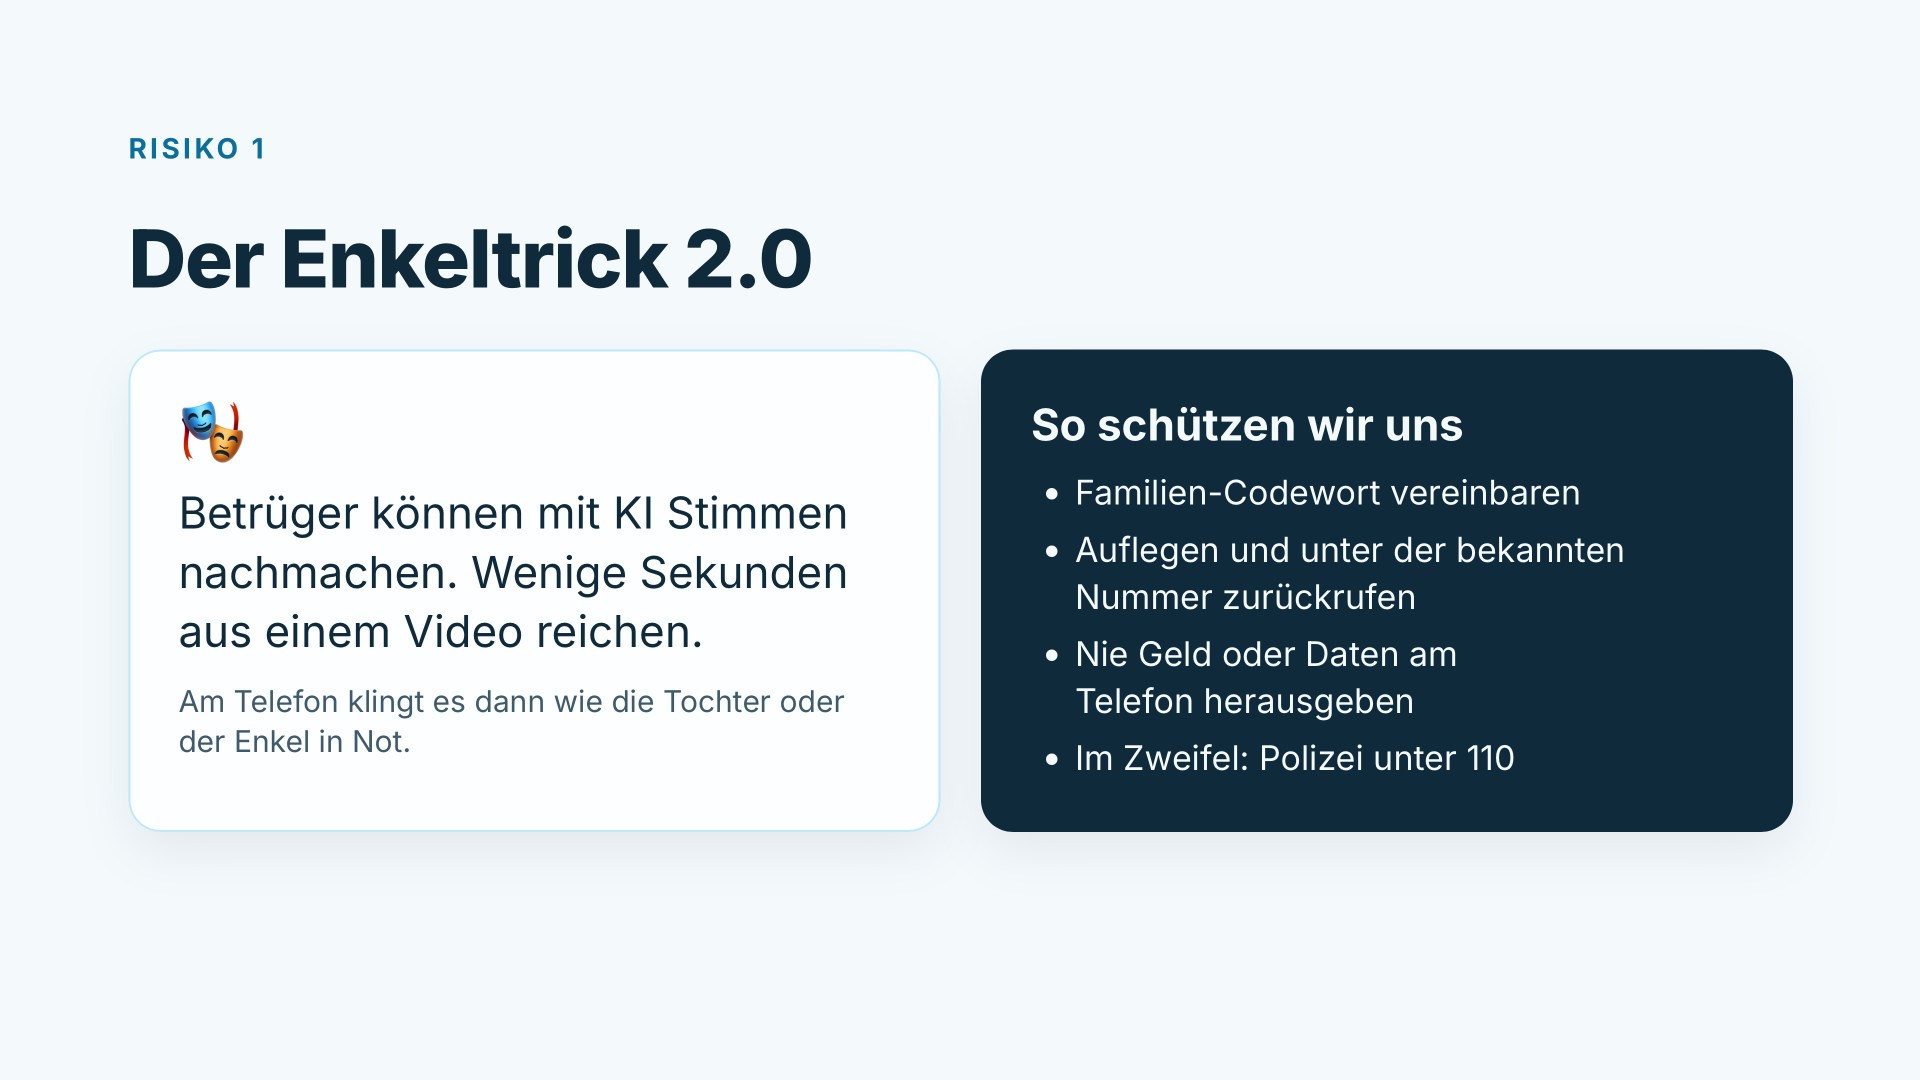 RISIKO 1
Der Enkeltrick 2.0
Betrüger können mit KI Stimmen
nachmachen. Wenige Sekunden
aus einem Video reichen.
Am Telefon klingt es dann wie die Tochter oder
der Enkel in Not.
So schützen wir uns
• Familien-Codewort vereinbaren
• Auflegen und unter der bekannten
Nummer zurückrufen
• Nie Geld oder Daten am
Telefon herausgeben
• Im Zweifel: Polizei unter 110